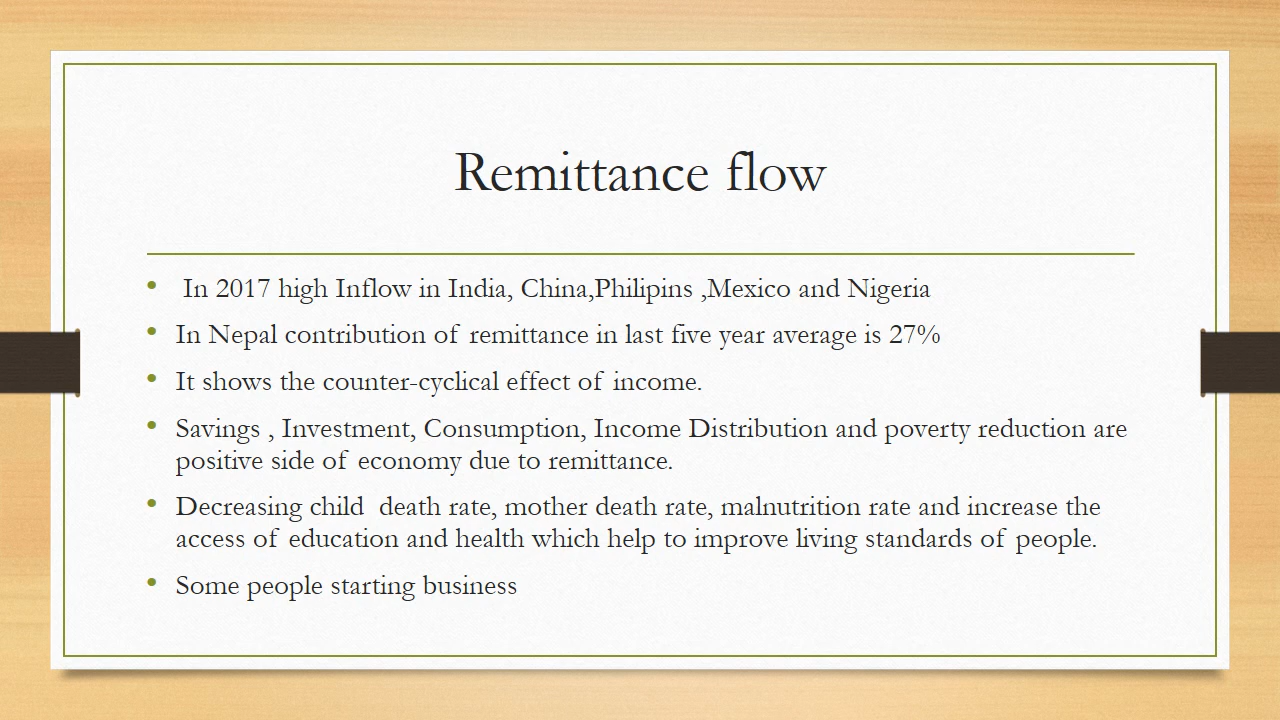 Remittance flow
• In 2017 high Inflow in India, China,Philipins ,Mexico and Nigeria
• In Nepal contribution of remittance in last five year average is 27%
• It shows the counter-cyclical effect of income.
• Savings , Investment, Consumption, Income Distribution and poverty reduction are
positive side of economy due to remittance.
• Decreasing child  death rate, mother death rate, malnutrition rate and increase the
access of education and health which help to improve living standards of people.
• Some people starting business